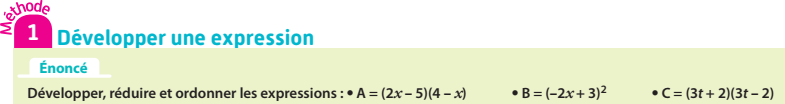 Méthode
1 Développer une expression
Énoncé
Développer, réduire et ordonner les expressions : • A = (2x – 5)(4 – x) • B = (–2x + 3)² • C = (3t + 2)(3t – 2)